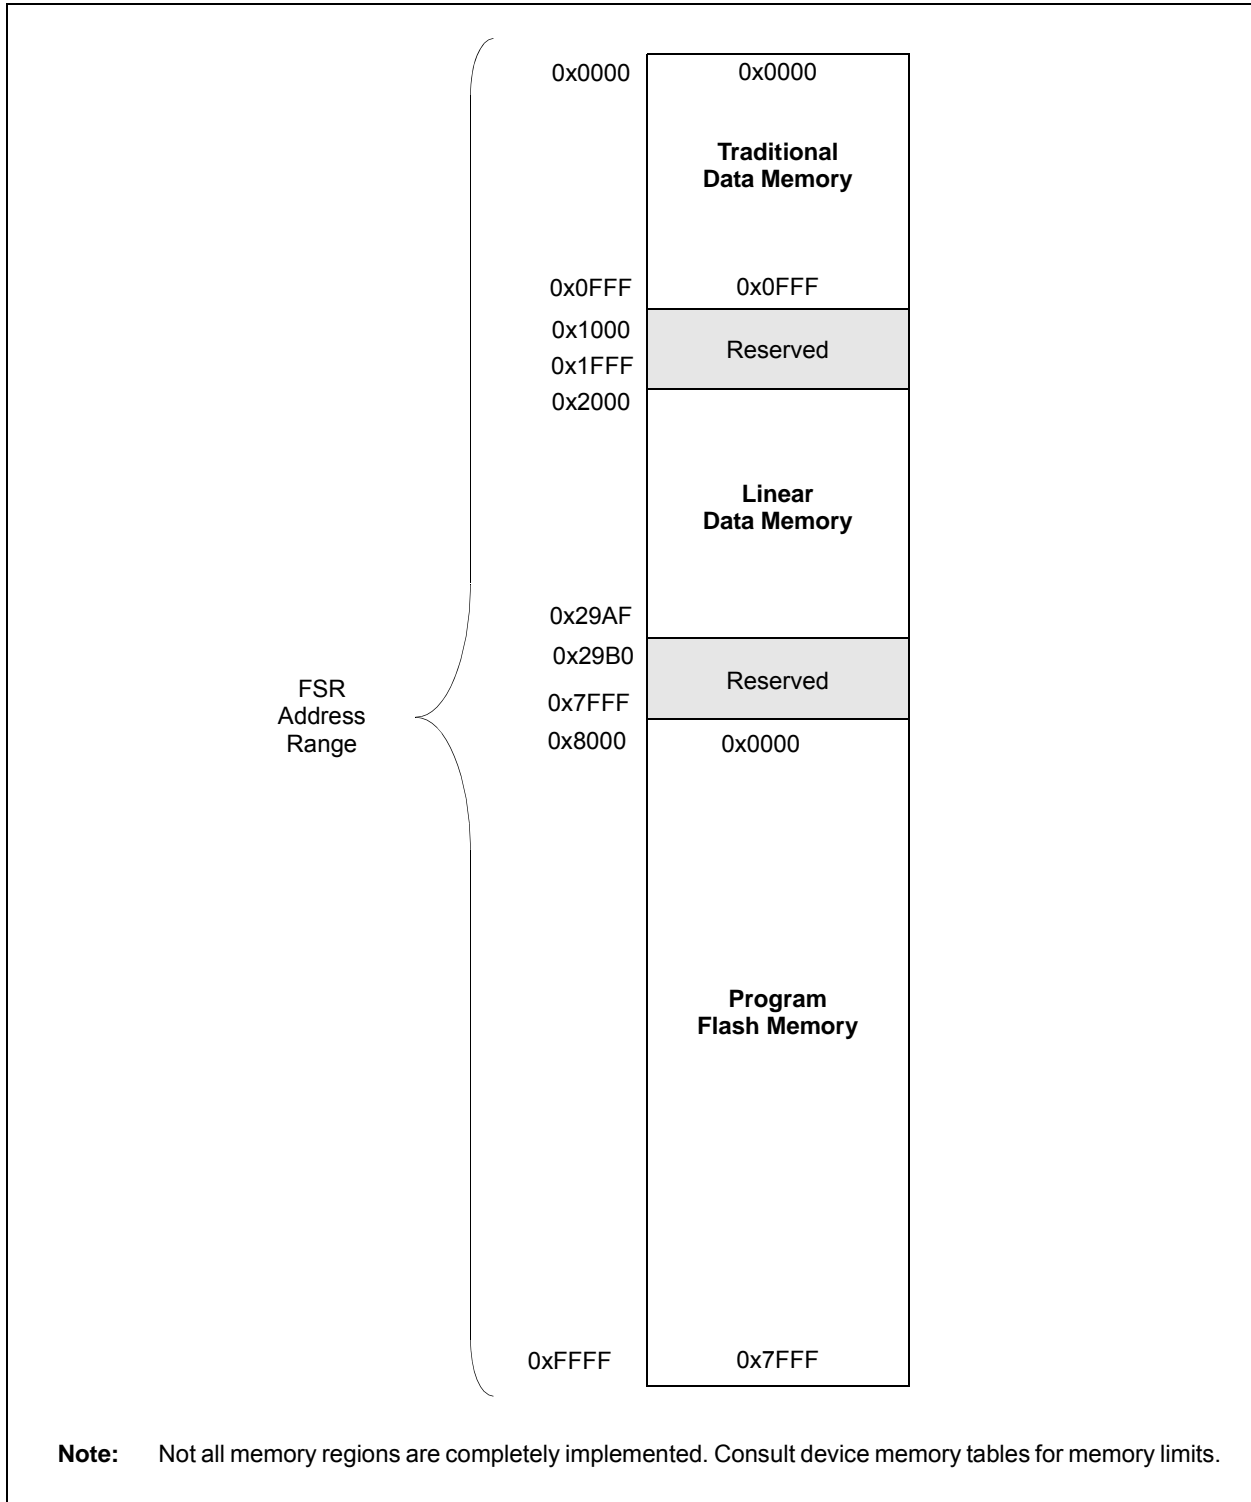 0x0000 0x0000
Traditional
Data Memory
0x0FFF 0x0FFF
0x1000
Reserved
0x1FFF
0x2000
Linear
Data Memory
0x29AF
0x29B0
Reserved
0x7FFF
FSR
Address
Range
0x8000 0x0000
Program
Flash Memory
0xFFFF 0x7FFF
Note: Not all memory regions are completely implemented. Consult device memory tables for memory limits.